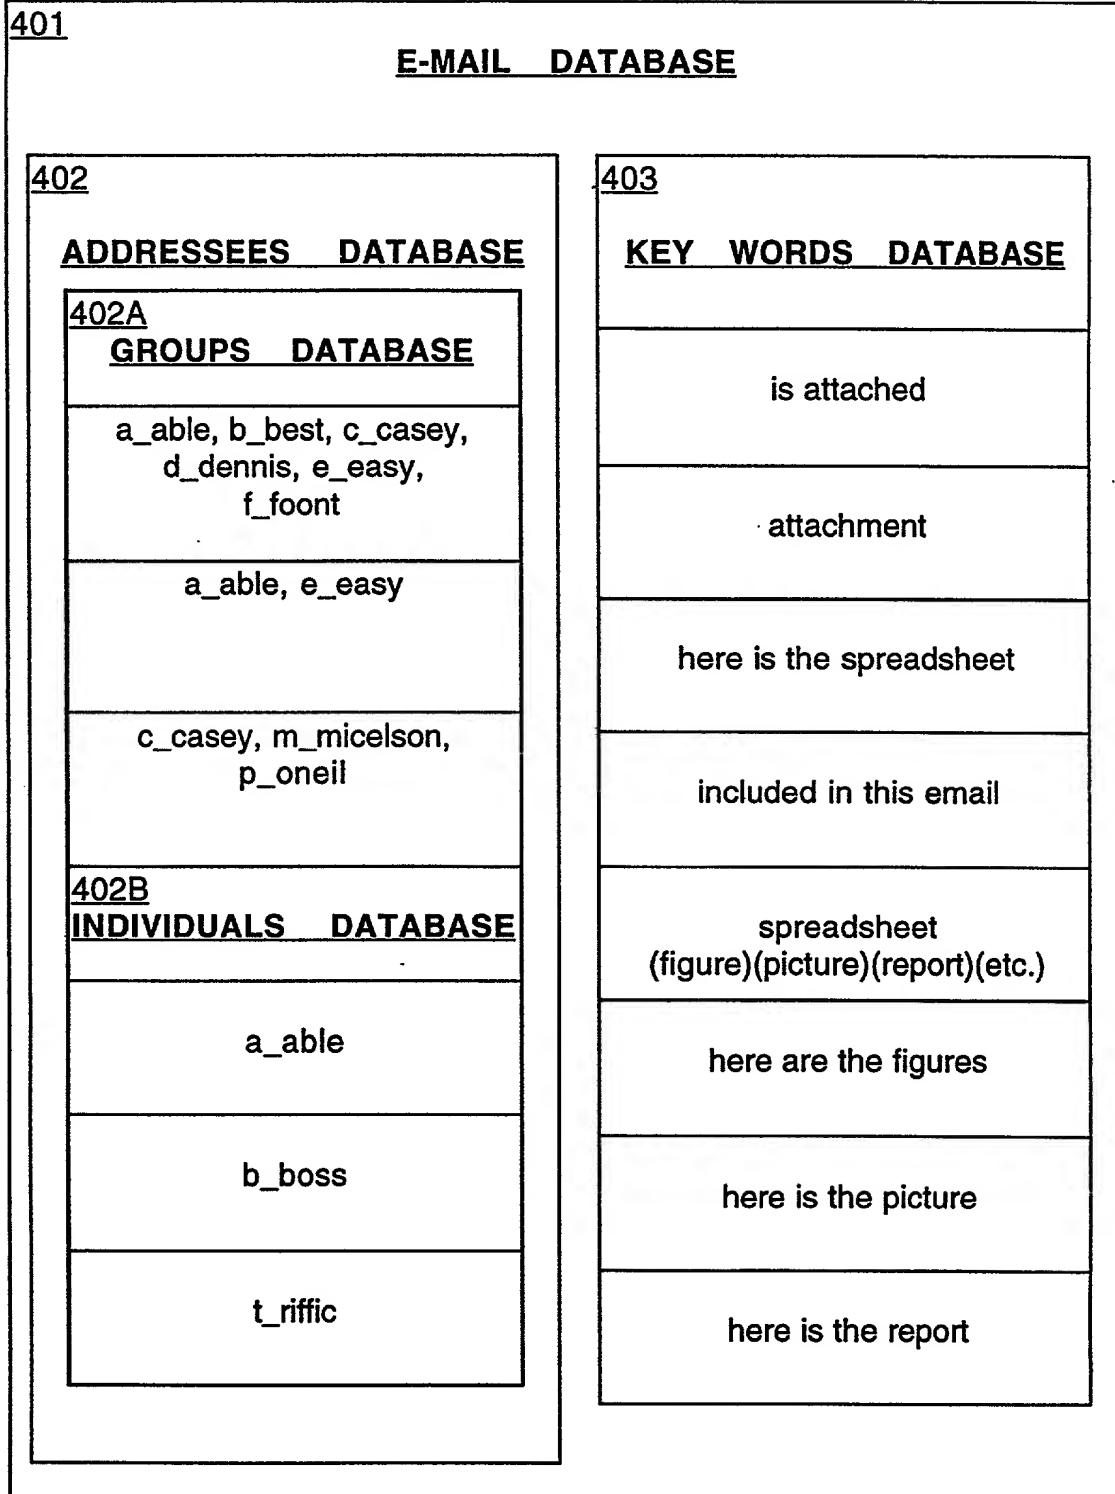 401
E-MAIL DATABASE
402
ADDRESSEES DATABASE
402A
GROUPS DATABASE
a_able, b_best, c_casey,
d_dennis, e_easy,
f_foont
a_able, e_easy
c_casey, m_micelson,
p_oneil
402B
INDIVIDUALS DATABASE
a_able
b_boss
t_riffic
403
KEY WORDS DATABASE
is attached
attachment
here is the spreadsheet
included in this email
spreadsheet
(figure)(picture)(report)(etc.)
here are the figures
here is the picture
here is the report